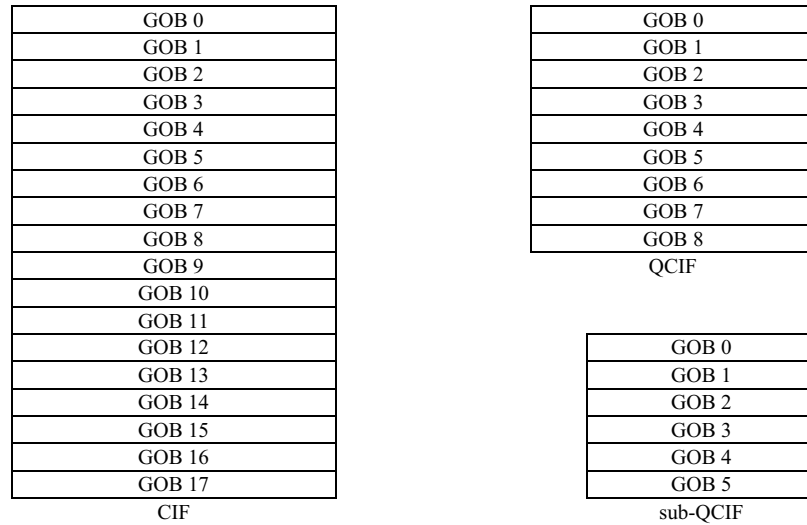 GOB 0
GOB 1
GOB 2
GOB 3
GOB 4
GOB 5
GOB 6
GOB 7
GOB 8
GOB 9
GOB 10
GOB 11
GOB 12
GOB 13
GOB 14
GOB 15
GOB 16
GOB 17
CIF
GOB 0
GOB 1
GOB 2
GOB 3
GOB 4
GOB 5
GOB 6
GOB 7
GOB 8
QCIF
GOB 0
GOB 1
GOB 2
GOB 3
GOB 4
GOB 5
sub-QCIF